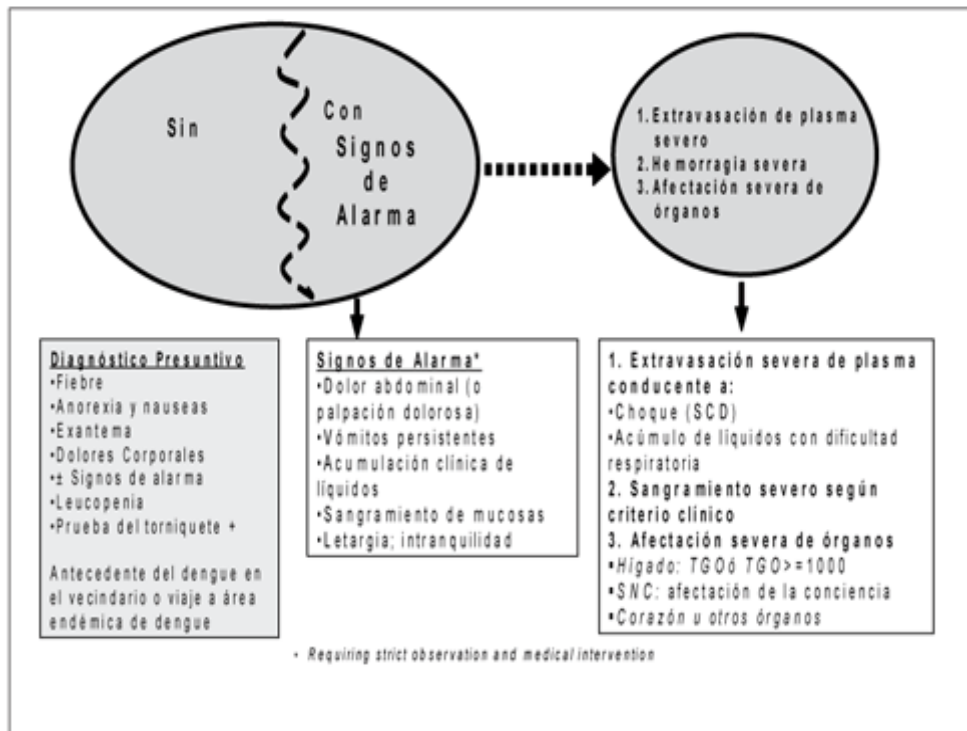 Sin
Con
Signos
de
Alarma
1. Extravasación de plasma
severo
2. Hemorragia severa
3. Afectación severa de
órganos
Diagnóstico Presuntivo
•Fiebre
•Anorexia y nauseas
•Exantema
•Dolores Corporales
•± Signos de alarma
•Leucopenia
•Prueba del torniquete +
Antecedente del dengue en
el vecindario o viaje a área
endémica de dengue
Signos de Alarma*
•Dolor abdominal (o
palpación dolorosa)
•Vómitos persistentes
•Acumulación clínica de
líquidos
•Sangramiento de mucosas
•Letargia; intranquilidad
1. Extravasación severa de plasma
conducente a:
•Choque (SCD)
•Acúmulo de líquidos con dificultad
respiratoria
2. Sangramiento severo según
criterio clínico
3. Afectación severa de órganos
▪Hígado: TGOó TGO>=1000
▪SNC: afectación de la conciencia
▪Corazón u otros órganos
• Requiring strict observation and medical intervention